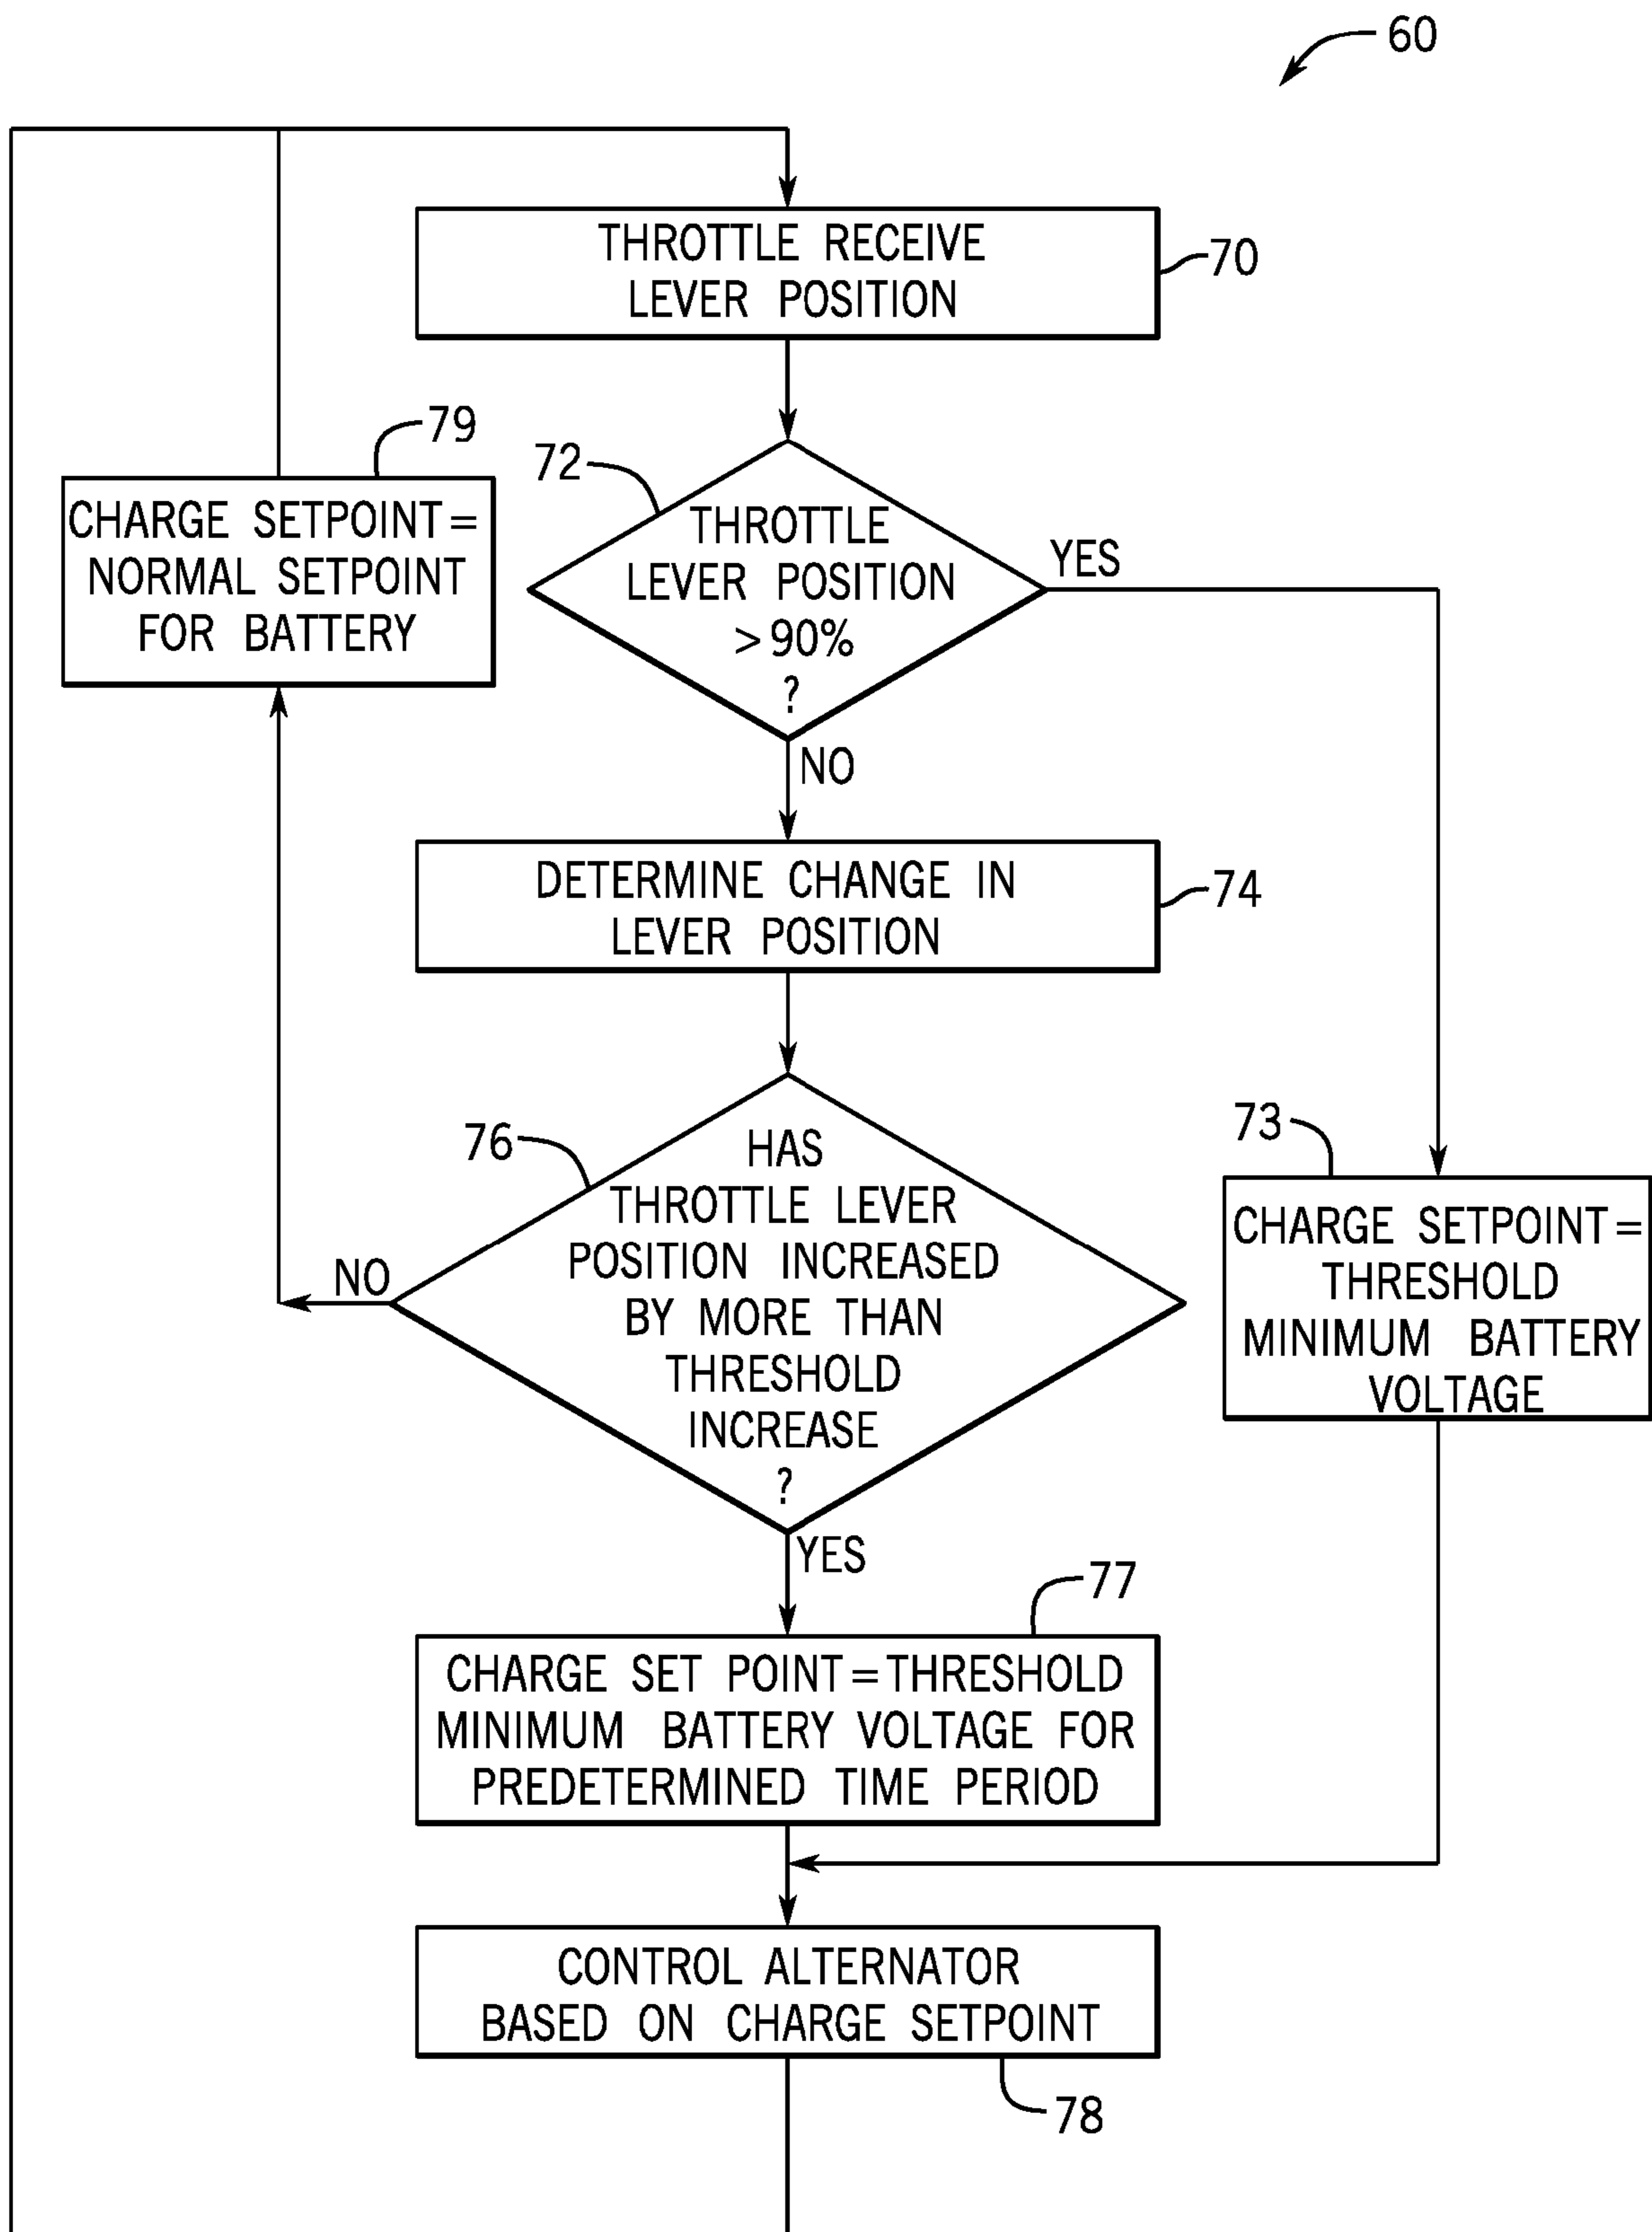 60
THROTTLE RECEIVE
LEVER POSITION
70
79
CHARGE SETPOINT=
NORMAL SETPOINT
FOR BATTERY
72
THROTTLE
LEVER POSITION
>90%
?
YES
NO
DETERMINE CHANGE IN
LEVER POSITION
74
76
HAS
THROTTLE LEVER
POSITION INCREASED
BY MORE THAN
THRESHOLD
INCREASE
?
NO
YES
73
CHARGE SETPOINT=
THRESHOLD
MINIMUM BATTERY
VOLTAGE
77
CHARGE SET POINT=THRESHOLD
MINIMUM BATTERY VOLTAGE FOR
PREDETERMINED TIME PERIOD
CONTROL ALTERNATOR
BASED ON CHARGE SETPOINT
78